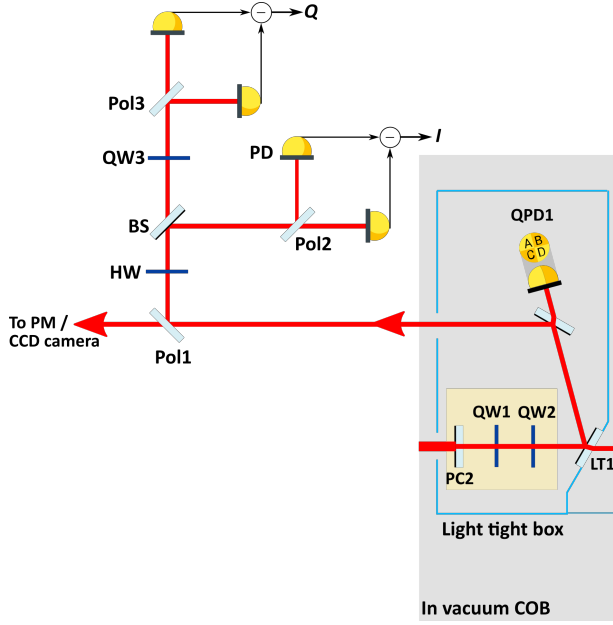 Q
Pol3
I
PD
QW3
QPD1
A B
C D
BS
Pol2
HW
To PM /
CCD camera
Pol1
QW1 QW2
PC2
LT1
Light tight box
In vacuum COB